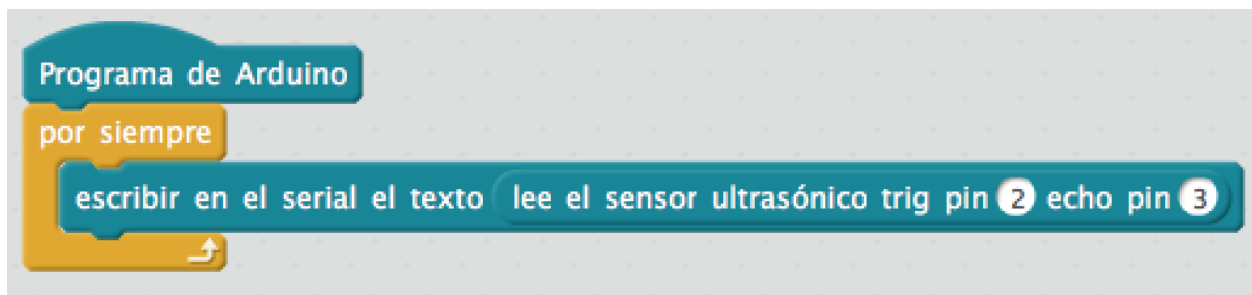 Programa de Arduino
por siempre
escribir en el serial el texto lee el sensor ultrasónico trig pin 2 echo pin 3